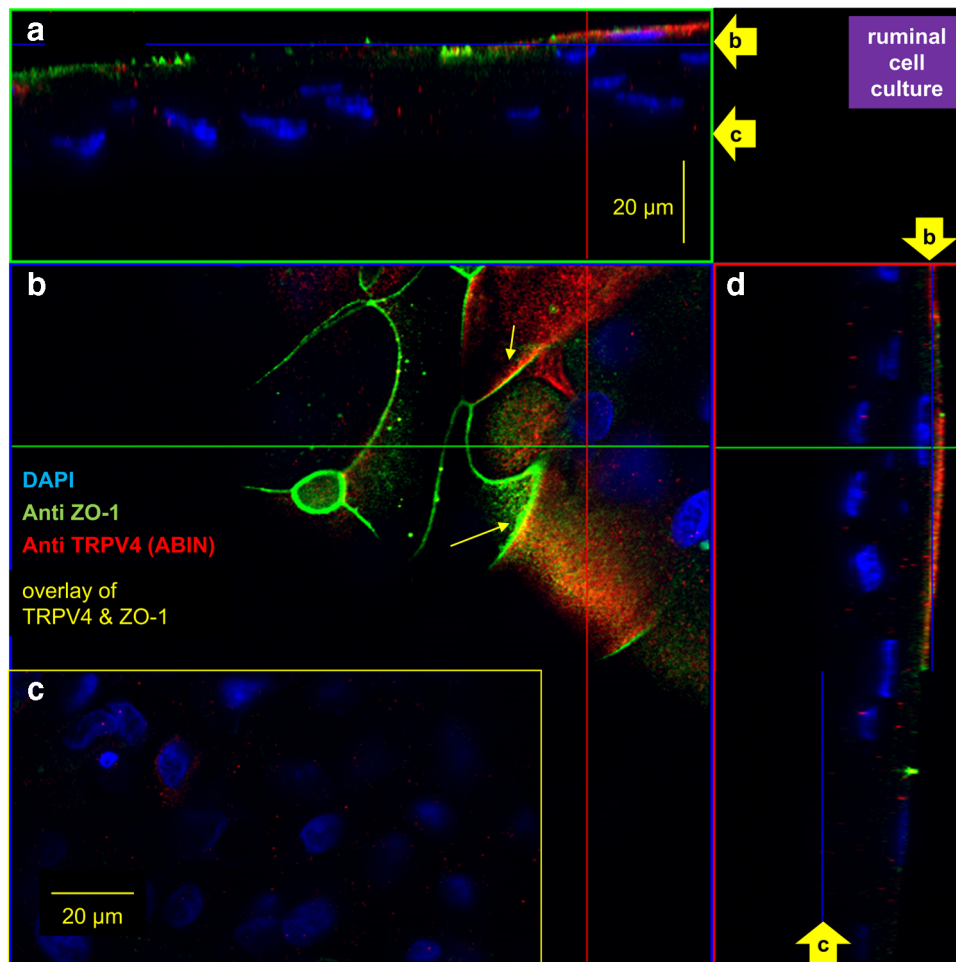 a
b
ruminal
cell
culture
c
20 µm
b
b
d
DAPI
Anti ZO-1
Anti TRPV4 (ABIN)
overlay of
TRPV4 & ZO-1
c
20 µm
c